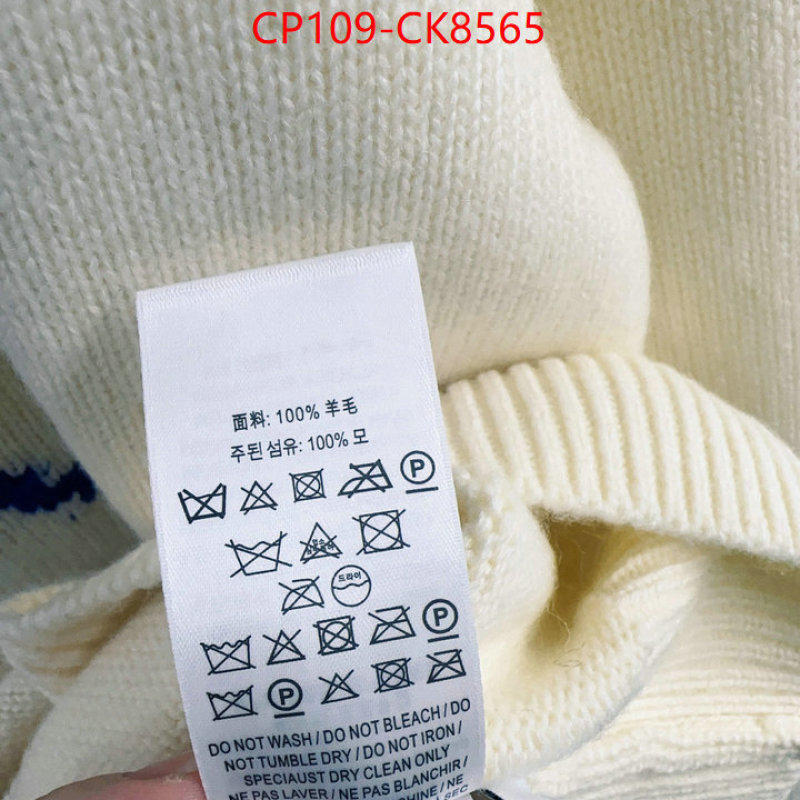 CP109-CK8565
面料: 100% 羊毛
주된 섬유: 100% 모
P
드라이
P
P
DO NOT WASH / DO NOT BLEACH / DO
NOT TUMBLE DRY / DO NOT IRON /
SPECIAUST DRY CLEAN ONLY
NE PAS LAVER / NE PAS BLANCHIR /